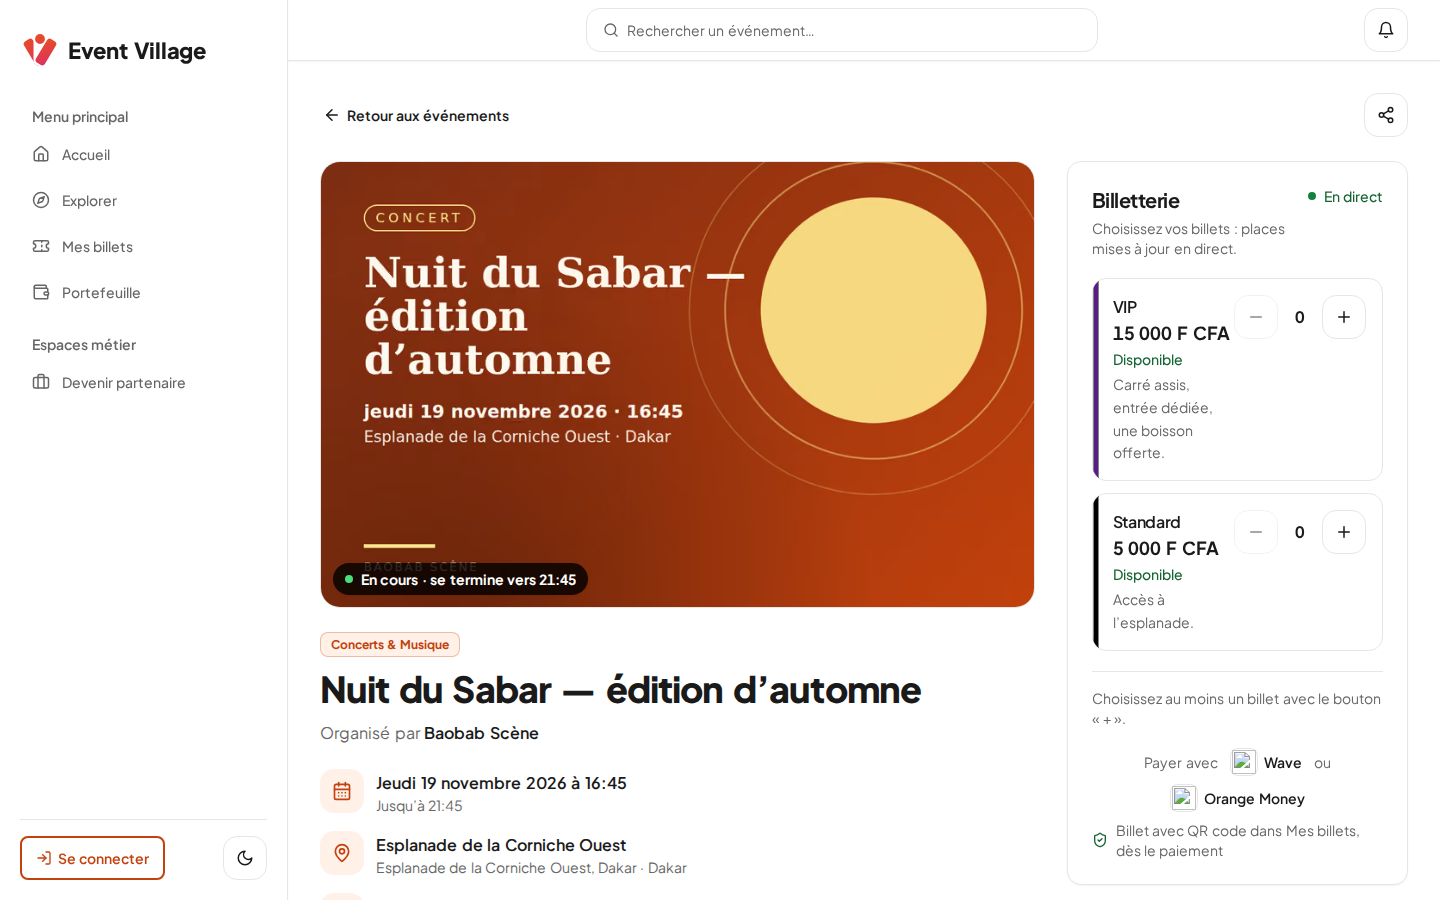 Event Village
Menu principal
Accueil
Explorer
Mes billets
Portefeuille
Espaces métier
Devenir partenaire
Se connecter
Rechercher un événement…
Retour aux événements
CONCERT
Nuit du Sabar —
édition
d’automne
jeudi 19 novembre 2026 · 16:45
Esplanade de la Corniche Ouest · Dakar
BAOBAB SCÈNE
En cours · se termine vers 21:45
Concerts & Musique
Nuit du Sabar — édition d’automne
Organisé par Baobab Scène
Jeudi 19 novembre 2026 à 16:45
Jusqu’à 21:45
Esplanade de la Corniche Ouest
Esplanade de la Corniche Ouest, Dakar · Dakar
Billetterie
En direct
Choisissez vos billets : places
mises à jour en direct.
VIP
15 000 F CFA
0
Disponible
Carré assis,
entrée dédiée,
une boisson
offerte.
Standard
5 000 F CFA
0
Disponible
Accès à
l’esplanade.
Choisissez au moins un billet avec le bouton
« + ».
Payer avec Wave ou
Orange Money
Billet avec QR code dans Mes billets,
dès le paiement